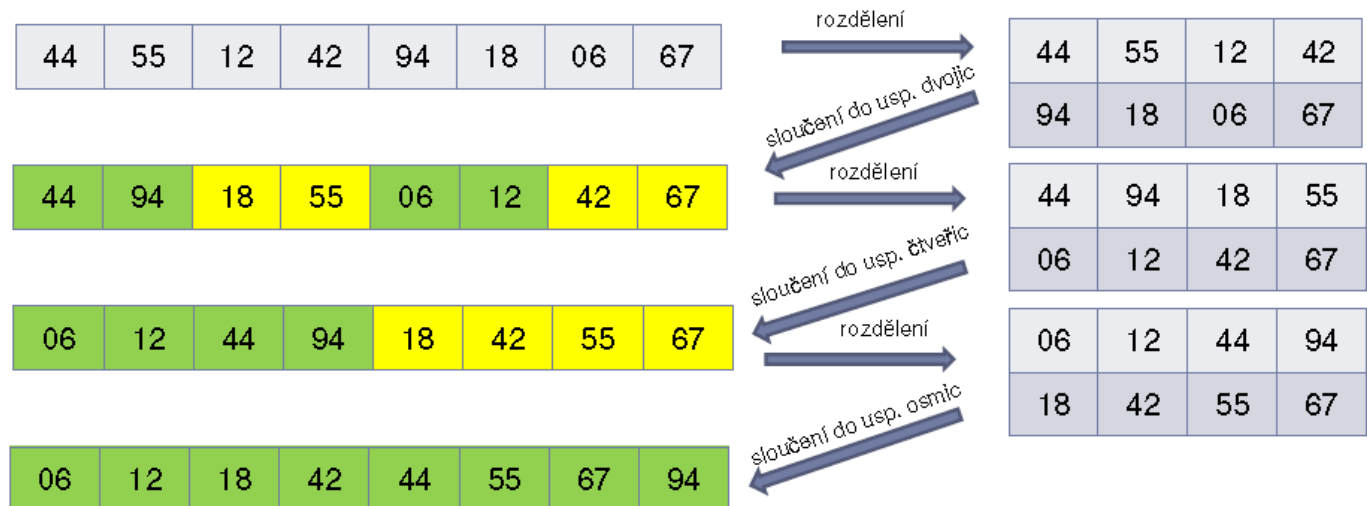 rozdělení
44 55 12 42 94 18 06 67
44 55 12 42
94 18 06 67
sloučení do usp. dvojic
44 94 18 55 06 12 42 67
rozdělení
44 94 18 55
06 12 42 67
sloučení do usp. čtveřic
06 12 44 94 18 42 55 67
rozdělení
06 12 44 94
18 42 55 67
sloučení do usp. osmic
06 12 18 42 44 55 67 94